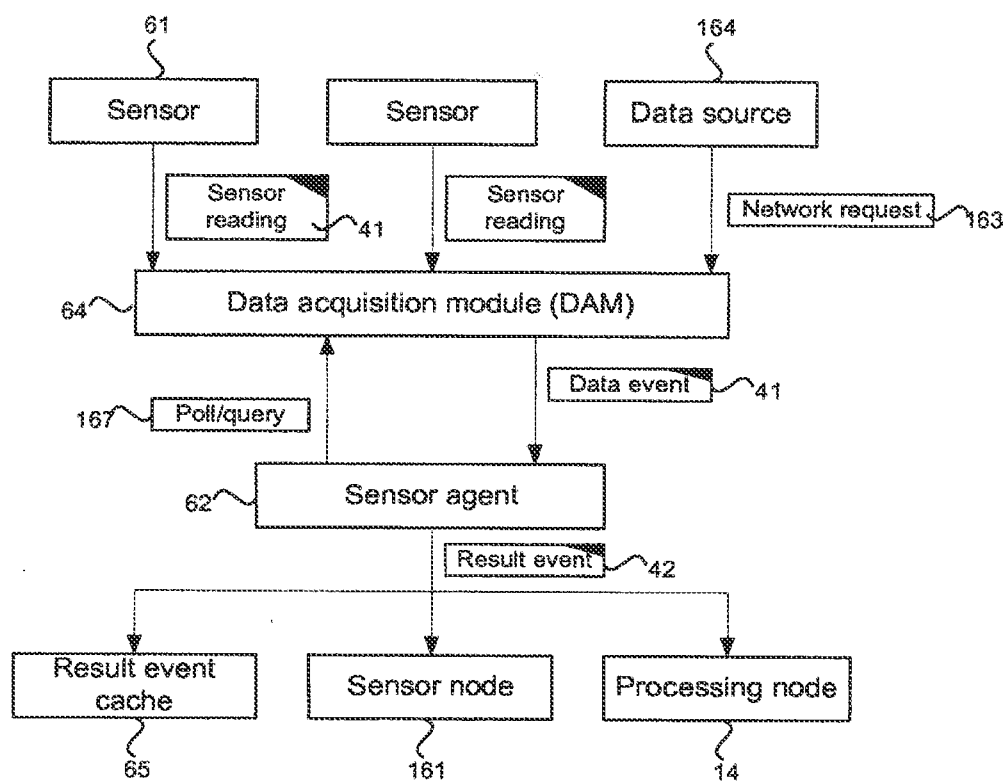 61
164
Sensor
Sensor
Data source
Sensor
reading
41
Sensor
reading
Network request
163
64
Data acquisition module (DAM)
Data event
41
167
Poll/query
62
Sensor agent
Result event
42
Result event
cache
Sensor node
Processing node
65
161
14